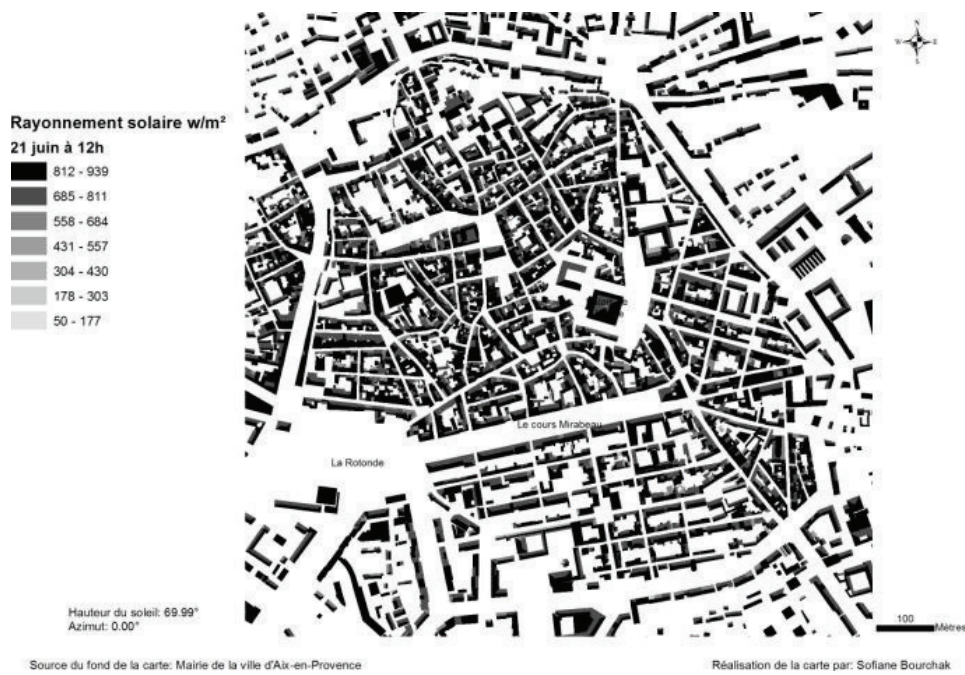 N
W E
S
Rayonnement solaire w/m²
21 juin à 12h
812 - 939
685 - 811
558 - 684
431 - 557
304 - 430
178 - 303
50 - 177
Le cours Mirabeau
La Rotonde
Hauteur du soleil: 69.99°
Azimut: 0.00°
100
Mètres
Source du fond de la carte: Mairie de la ville d'Aix-en-Provence
Réalisation de la carte par: Sofiane Bourchak